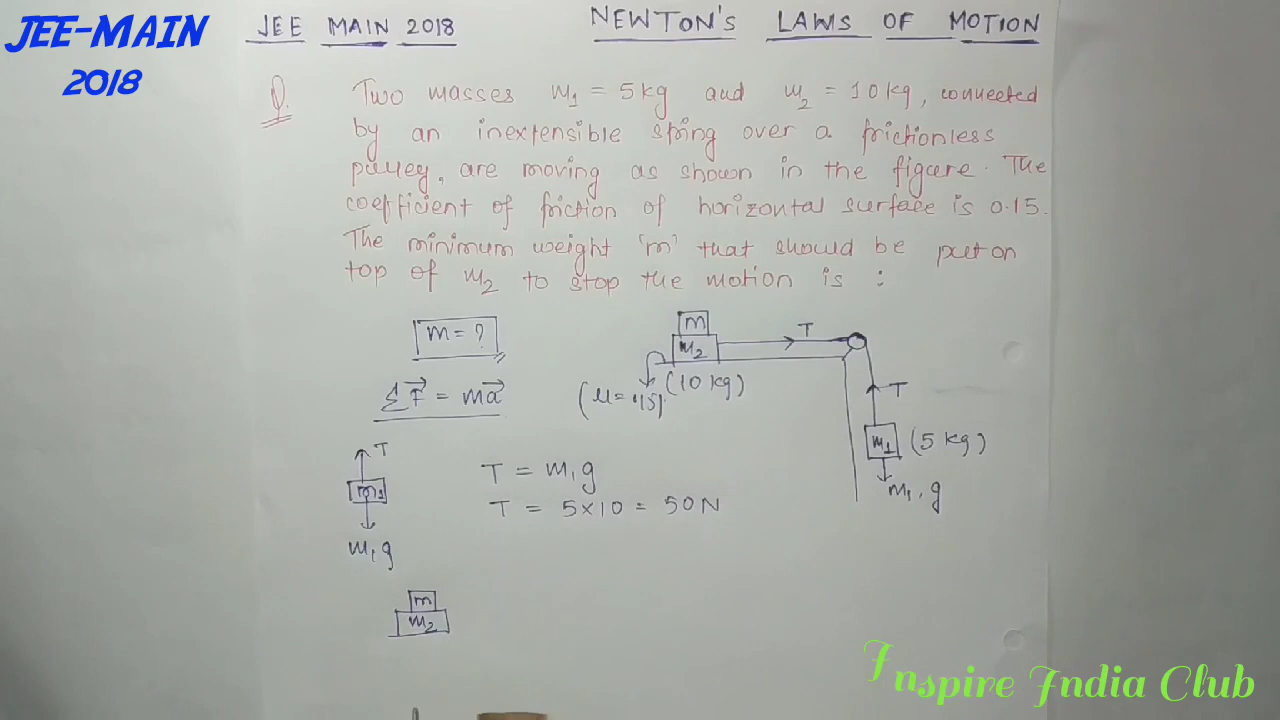 JEE-MAIN
2018
JEE MAIN 2018
NEWTON'S LAWS OF MOTION
Q. Two masses m1 = 5kg and m2 = 10kg, connected
by an inextensible string over a frictionless
pulley, are moving as shown in the figure. The
coefficient of friction of horizontal surface is 0.15.
The minimum weight 'm' that should be put on
top of m2 to stop the motion is :
m = ?
m
T
m2
(10 kg)
ΣF⃗ = ma⃗
T
m1 (5 kg)
m1.g
T
T = m1g
T = 5×10 = 50N
m1g
m
m2
Inspire India Club